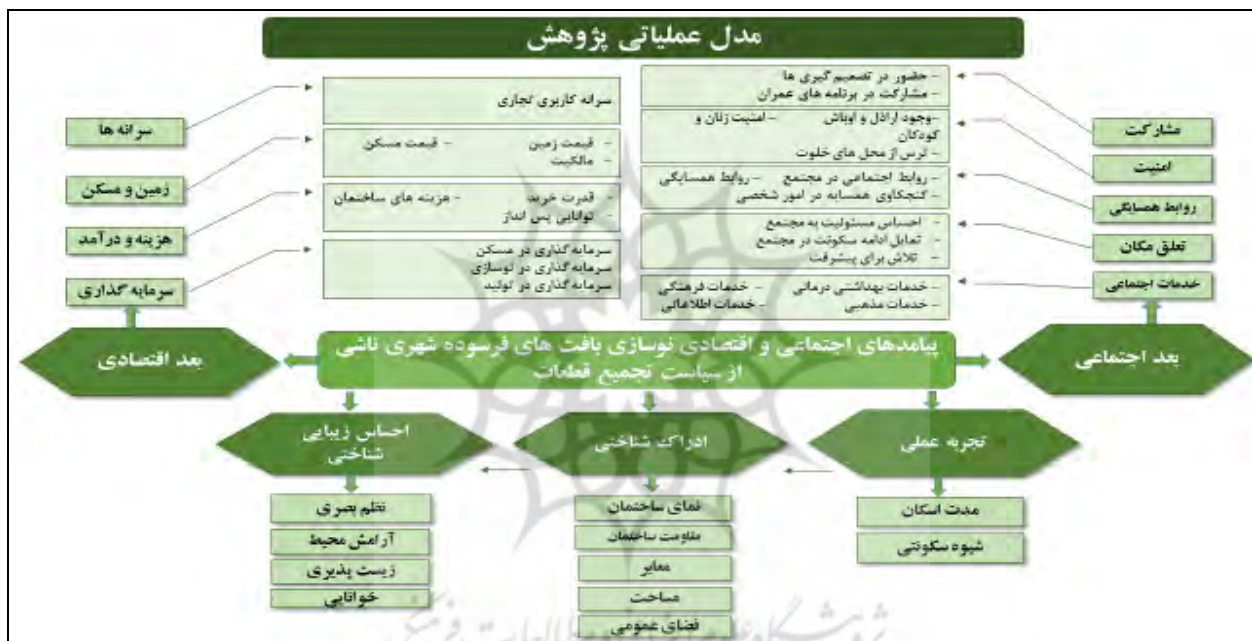 مدل عملیاتی پژوهش
- حضور در تصمیم گیری ها
- مشارکت در برنامه های عمران
-وجود اراذل و اوباش - امنیت زنان و
کودکان
- ترس از محل های خلوت
- روابط اجتماعی در مجتمع - روابط همسایگی
- کنجکاوی همسایه در امور شخصی
- احساس مسئولیت به مجتمع
- تمایل ادامه سکونت در مجتمع
- تلاش برای پیشرفت
- خدمات بهداشتی درمانی - خدمات فرهنگی
- خدمات مذهبی - خدمات اطلاعاتی
مشارکت
امنیت
روابط همسایگی
تعلق مکان
خدمات اجتماعی
بعد اجتماعی
سرانه کاربری تجاری
- قیمت زمین - قیمت مسکن
- مالکیت
- قدرت خرید - هزینه های ساختمان
- توانایی پس انداز
سرمایه گذاری در مسکن
سرمایه گذاری در نوسازی
سرمایه گذاری در تولید
سرانه ها
زمین و مسکن
هزینه و درآمد
سرمایه گذاری
بعد اقتصادی
پیامدهای اجتماعی و اقتصادی نوسازی بافت های فرسوده شهری ناشی
از سیاست تجمیع قطعات
تجربه عملی
مدت اسکان
شیوه سکونتی
ادراک شناختی
نمای ساختمان
مقاومت ساختمان
معابر
مساحت
فضای عمومی
احساس زیبایی
شناختی
نظم بصری
آرامش محیط
زیست پذیری
خوانایی